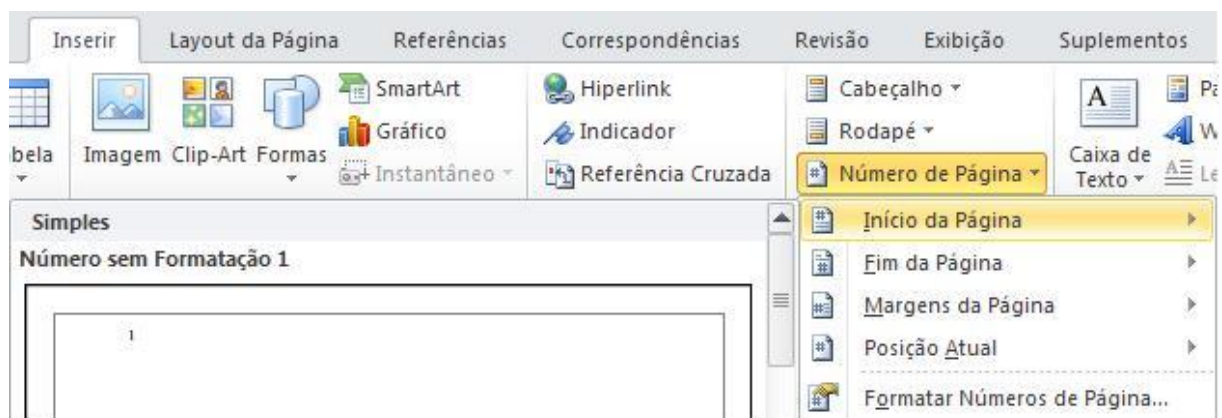 Inserir Layout da Página Referências Correspondências Revisão Exibição Suplementos
SmartArt Hiperlink Cabeçalho
Gráfico Indicador Rodapé
Imagem Clip-Art Formas Caixa de
Instantâneo Referência Cruzada Número de Página Texto
Simples Início da Página
Número sem Formatação 1 Fim da Página
Margens da Página
1 Posição Atual
Formatar Números de Página...